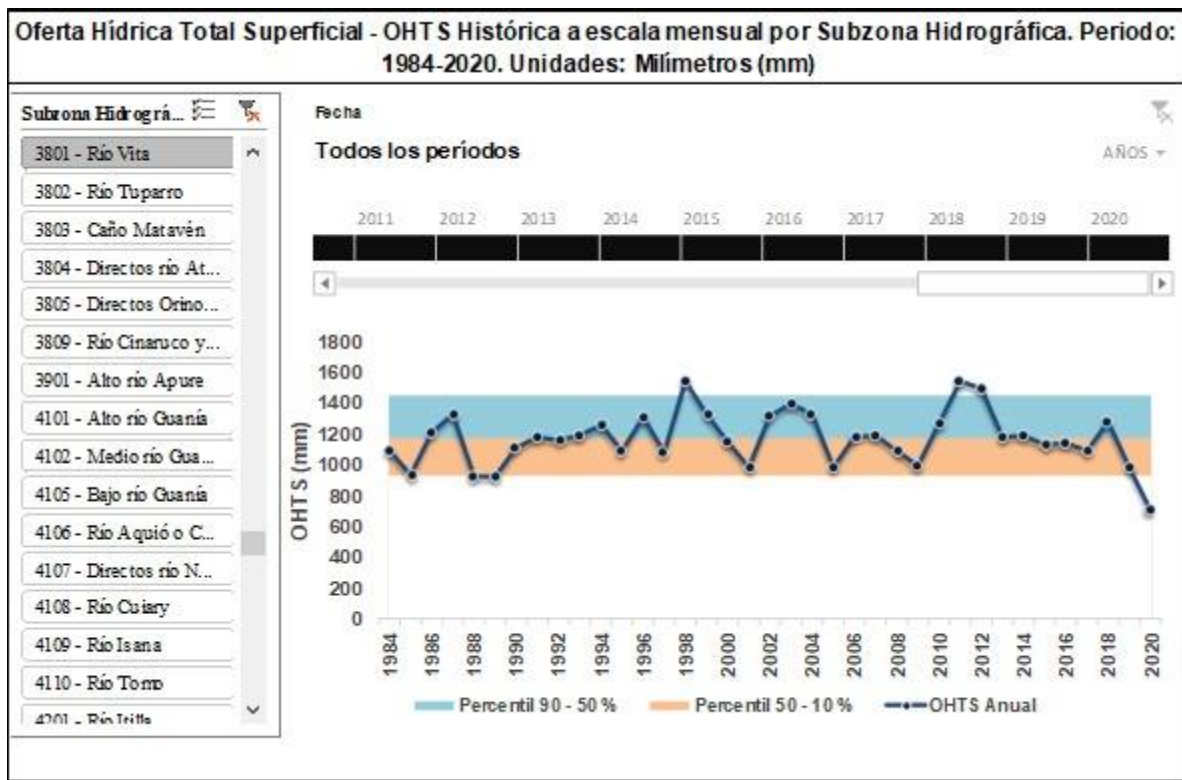 Oferta Hídrica Total Superficial - OHTS Histórica a escala mensual por Subzona Hidrográfica. Periodo:
1984-2020. Unidades: Milímetros (mm)
Subzona Hidrográ...
3801 - Río Vita
3802 - Río Tuparro
3803 - Caño Matavén
3804 - Directos río At...
3805 - Directos Orino...
3809 - Río Cinaruco y...
3901 - Alto río Apure
4101 - Alto río Guanía
4102 - Medio río Gua...
4105 - Bajo río Guanía
4106 - Río Aquió o C...
4107 - Directos río N...
4108 - Río Cuiary
4109 - Río Isana
4110 - Río Tomo
4201 - Río
Fecha
Todos los períodos
AÑOS
2011 2012 2013 2014 2015 2016 2017 2018 2019 2020
OHTS (mm)
1800
1600
1400
1200
1000
800
600
400
200
0
1984 1986 1988 1990 1992 1994 1996 1998 2000 2002 2004 2006 2008 2010 2012 2014 2016 2018 2020
Percentil 90 - 50 % Percentil 50 - 10 % OHTS Anual